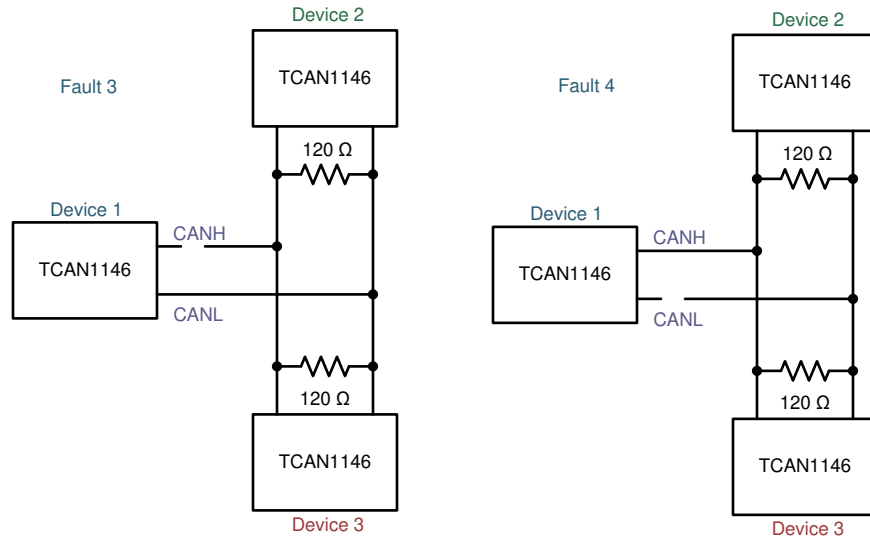 Device 2
TCAN1146
Fault 3
120 Ω
Device 1
CANH
TCAN1146
CANL
120 Ω
TCAN1146
Device 3
Device 2
TCAN1146
Fault 4
120 Ω
Device 1
CANH
TCAN1146
CANL
120 Ω
TCAN1146
Device 3